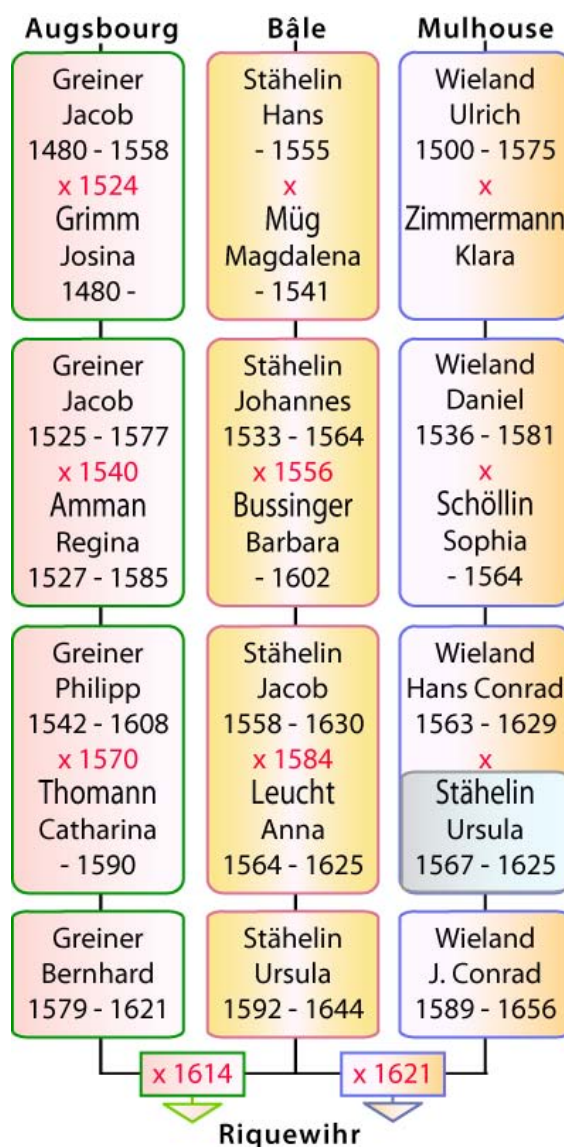 Augsbourg
Greiner
Jacob
1480 - 1558
x 1524
Grimm
Josina
1480 -
Greiner
Jacob
1525 - 1577
x 1540
Amman
Regina
1527 - 1585
Greiner
Philipp
1542 - 1608
x 1570
Thomann
Catharina
- 1590
Greiner
Bernhard
1579 - 1621
Bâle
Stähelin
Hans
- 1555
x
Müg
Magdalena
- 1541
Stähelin
Johannes
1533 - 1564
x 1556
Bussinger
Barbara
- 1602
Stähelin
Jacob
1558 - 1630
x 1584
Leucht
Anna
1564 - 1625
Stähelin
Ursula
1592 - 1644
Mulhouse
Wieland
Ulrich
1500 - 1575
x
Zimmermann
Klara
Wieland
Daniel
1536 - 1581
x
Schöllin
Sophia
- 1564
Wieland
Hans Conrad
1563 - 1629
x
Stähelin
Ursula
1567 - 1625
Wieland
J. Conrad
1589 - 1656
x 1614
x 1621
Riquewihr